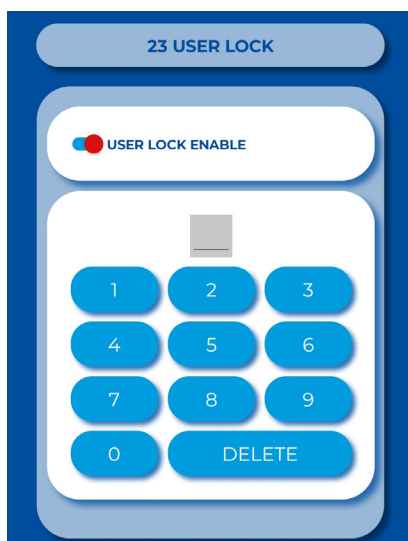 23 USER LOCK
USER LOCK ENABLE
1 2 3
4 5 6
7 8 9
0 DELETE